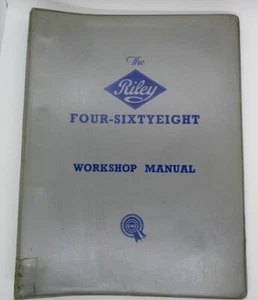 The
Riley
FOUR-SIXTYEIGHT
WORKSHOP MANUAL